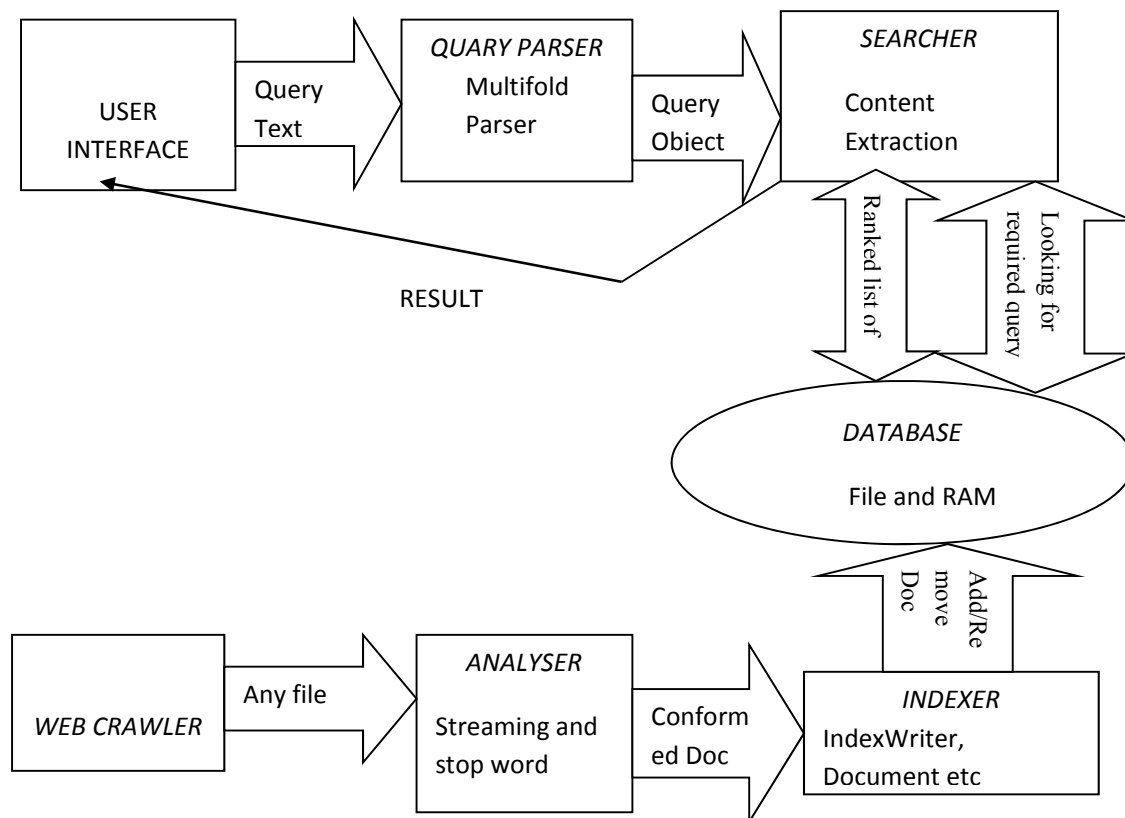 USER
INTERFACE
Query
Text
QUARY PARSER
Multifold
Parser
Query
Object
SEARCHER
Content
Extraction
RESULT
Ranked list of
Looking for
required query
DATABASE
File and RAM
Add/Re
move
Doc
WEB CRAWLER
Any file
ANALYSER
Streaming and
stop word
Conform
ed Doc
INDEXER
IndexWriter,
Document etc